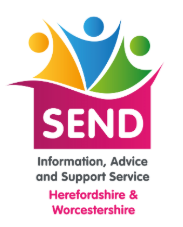 SEND
Information, Advice
and Support Service
Herefordshire &
Worcestershire